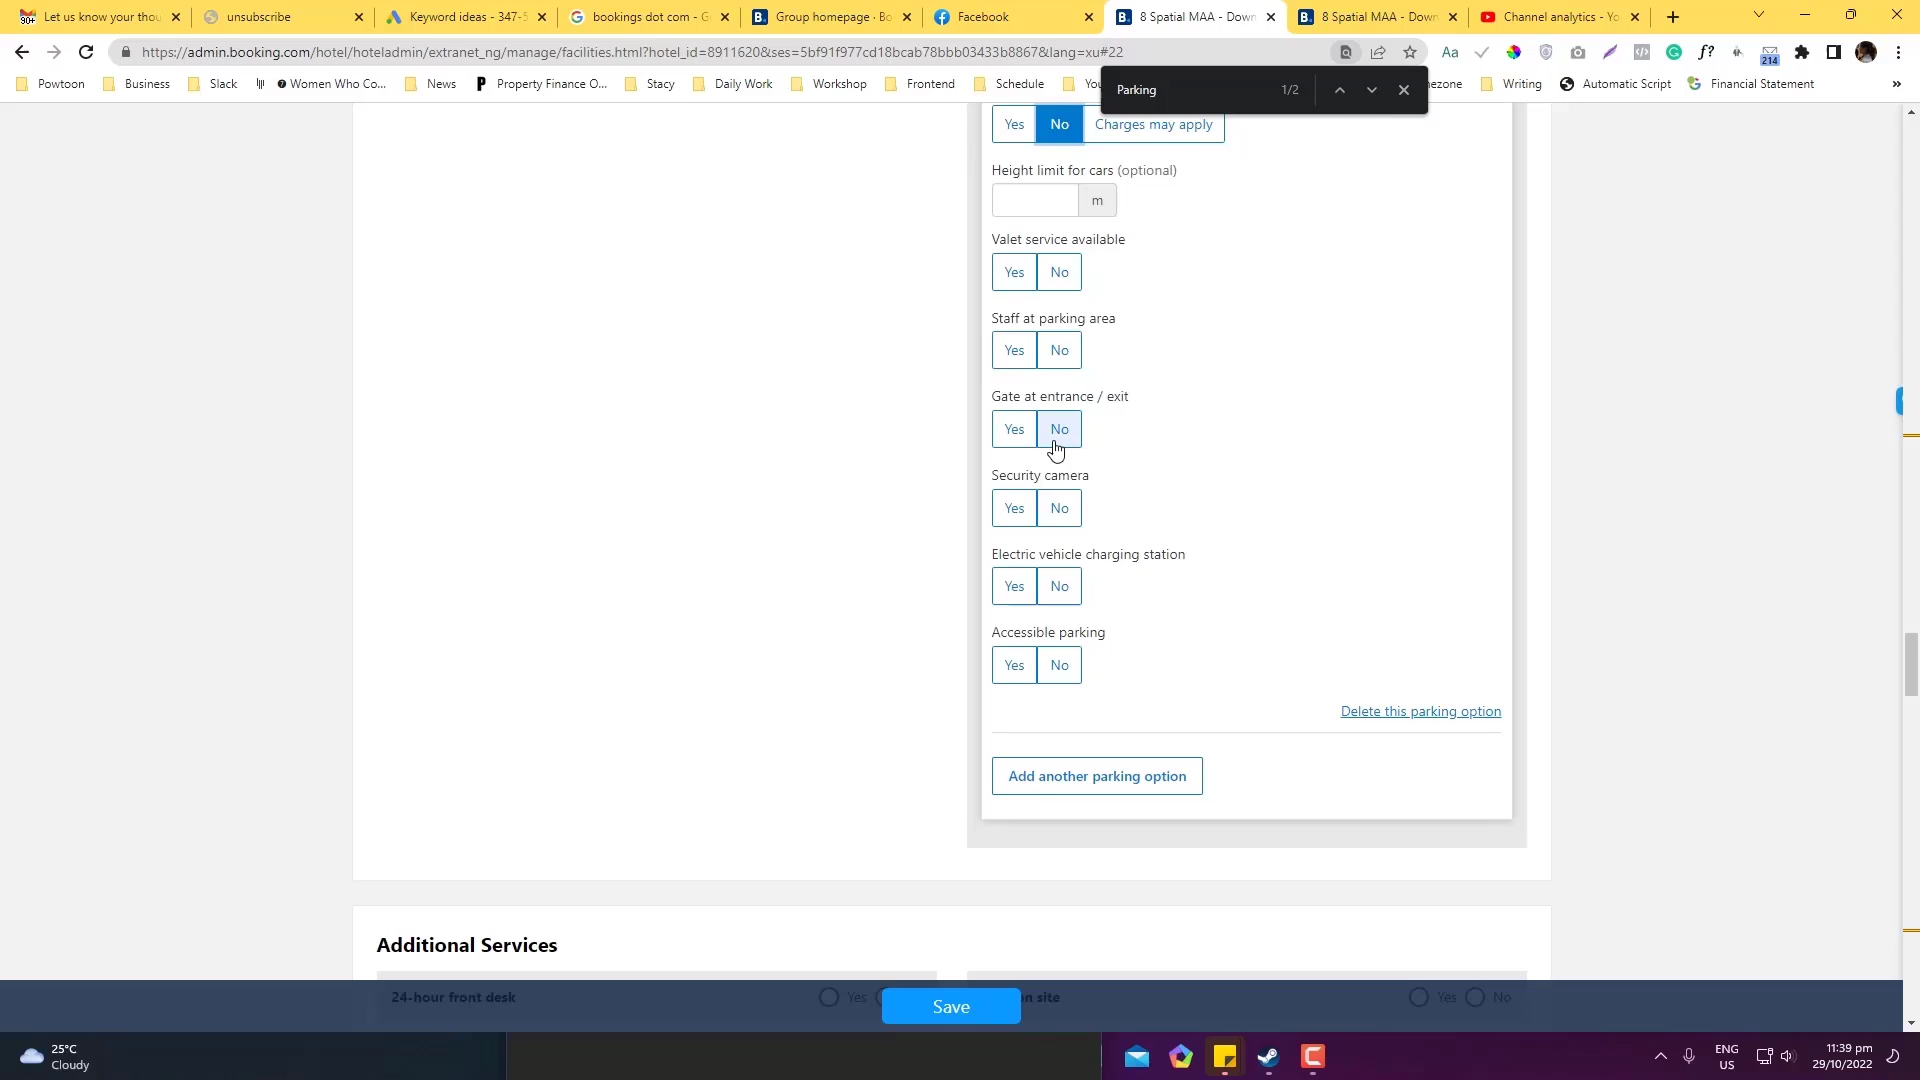 Let us know your thou
unsubscribe
Keyword ideas - 347-5
bookings dot com - G
Group homepage · Bo
Facebook
8 Spatial MAA - Down
8 Spatial MAA - Down
Channel analytics - Yo
https://admin.booking.com/hotel/hoteladmin/extranet_ng/manage/facilities.html?hotel_id=8911620&ses=5bf91f977cd18bcab78bbb03433b8867&lang=xu#22
214
Powtoon
Business
Slack
Women Who Co...
News
Property Finance O...
Stacy
Daily Work
Workshop
Frontend
Schedule
You
mezone
Writing
Automatic Script
Financial Statement
»
Parking 1/2
Yes No Charges may apply
Height limit for cars (optional)
m
Valet service available
Yes No
Staff at parking area
Yes No
Gate at entrance / exit
Yes No
Security camera
Yes No
Electric vehicle charging station
Yes No
Accessible parking
Yes No
Delete this parking option
Add another parking option
Additional Services
24-hour front desk Yes
n site Yes No
Save
25°C
Cloudy
ENG
US
11:39 pm
29/10/2022